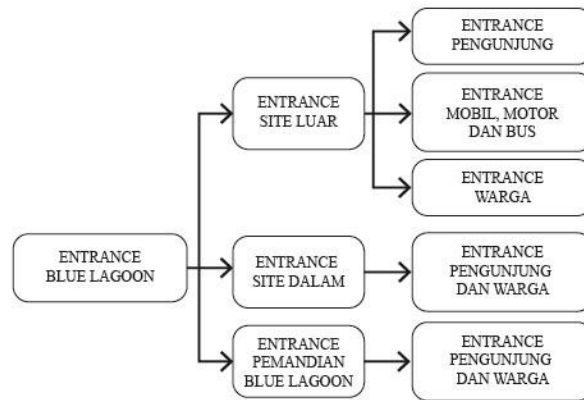 ENTRANCE
BLUE LAGOON
ENTRANCE
SITE LUAR
ENTRANCE
PENGUNJUNG
ENTRANCE
MOBIL, MOTOR
DAN BUS
ENTRANCE
WARGA
ENTRANCE
SITE DALAM
ENTRANCE
PENGUNJUNG
DAN WARGA
ENTRANCE
PEMANDIAN
BLUE LAGOON
ENTRANCE
PENGUNJUNG
DAN WARGA